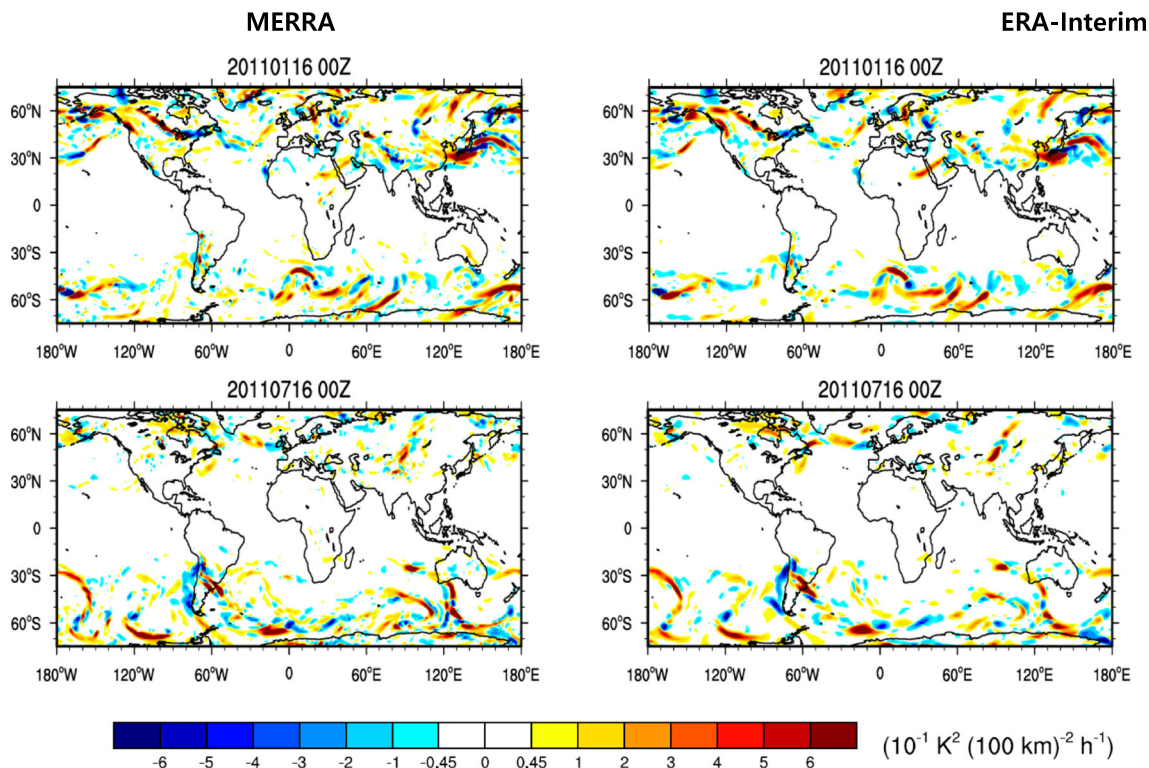 MERRA ERA-Interim
20110116 00Z 20110116 00Z
60°N 60°N
30°N 30°N
0 0
30°S 30°S
60°S 60°S
180°W 120°W 60°W 0 60°E 120°E 180°E 180°W 120°W 60°W 0 60°E 120°E 180°E
20110716 00Z 20110716 00Z
60°N 60°N
30°N 30°N
0 0
30°S 30°S
60°S 60°S
180°W 120°W 60°W 0 60°E 120°E 180°E 180°W 120°W 60°W 0 60°E 120°E 180°E
-6 -5 -4 -3 -2 -1 -0.45 0 0.45 1 2 3 4 5 6 (10⁻¹ K² (100 km)⁻² h⁻¹)